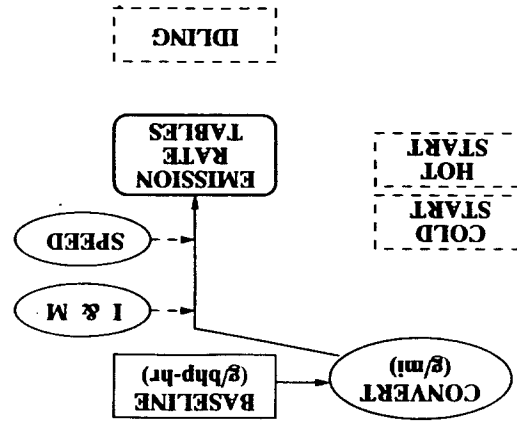 BASELINE
(g/bhp-hr)
CONVERT
(g/mi)
I & M
SPEED
COLD
START
HOT
START
EMISSION
RATE
TABLES
IDLING